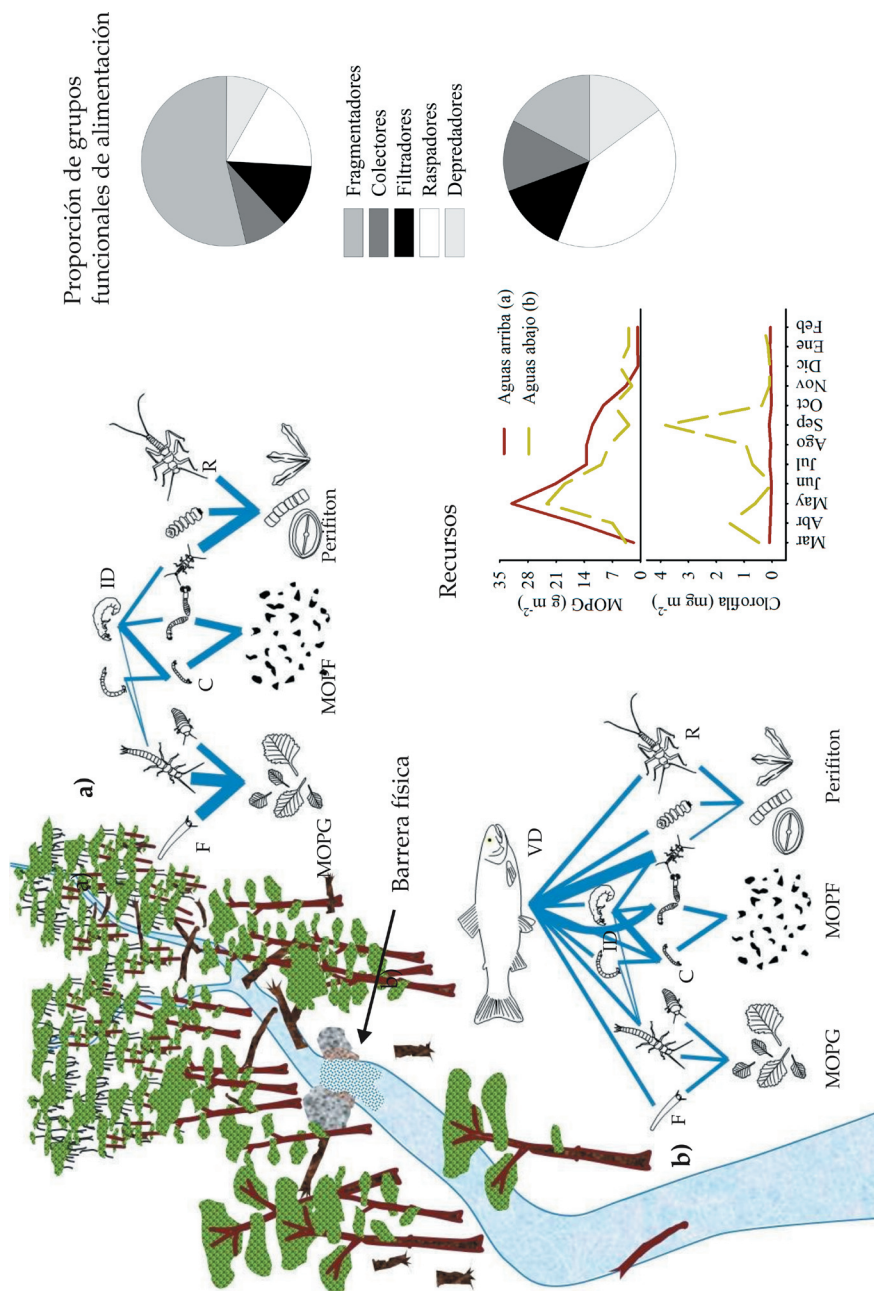 a)
a)
ID
F
C
R
MOPG
MOPF
Perifiton
Barrera física
b)
b)
VD
ID
F
C
R
MOPG
MOPF
Perifiton
Proporción de grupos
funcionales de alimentación
Fragmentadores
Colectores
Filtradores
Raspadores
Depredadores
Recursos
Aguas arriba (a)
Aguas abajo (b)
MOPG
(g m⁻²)
35
28
21
14
7
0
Clorofila (mg m⁻²)
4
3
2
1
0
Mar
Abr
May
Jun
Jul
Ago
Sep
Oct
Nov
Dic
Ene
Feb